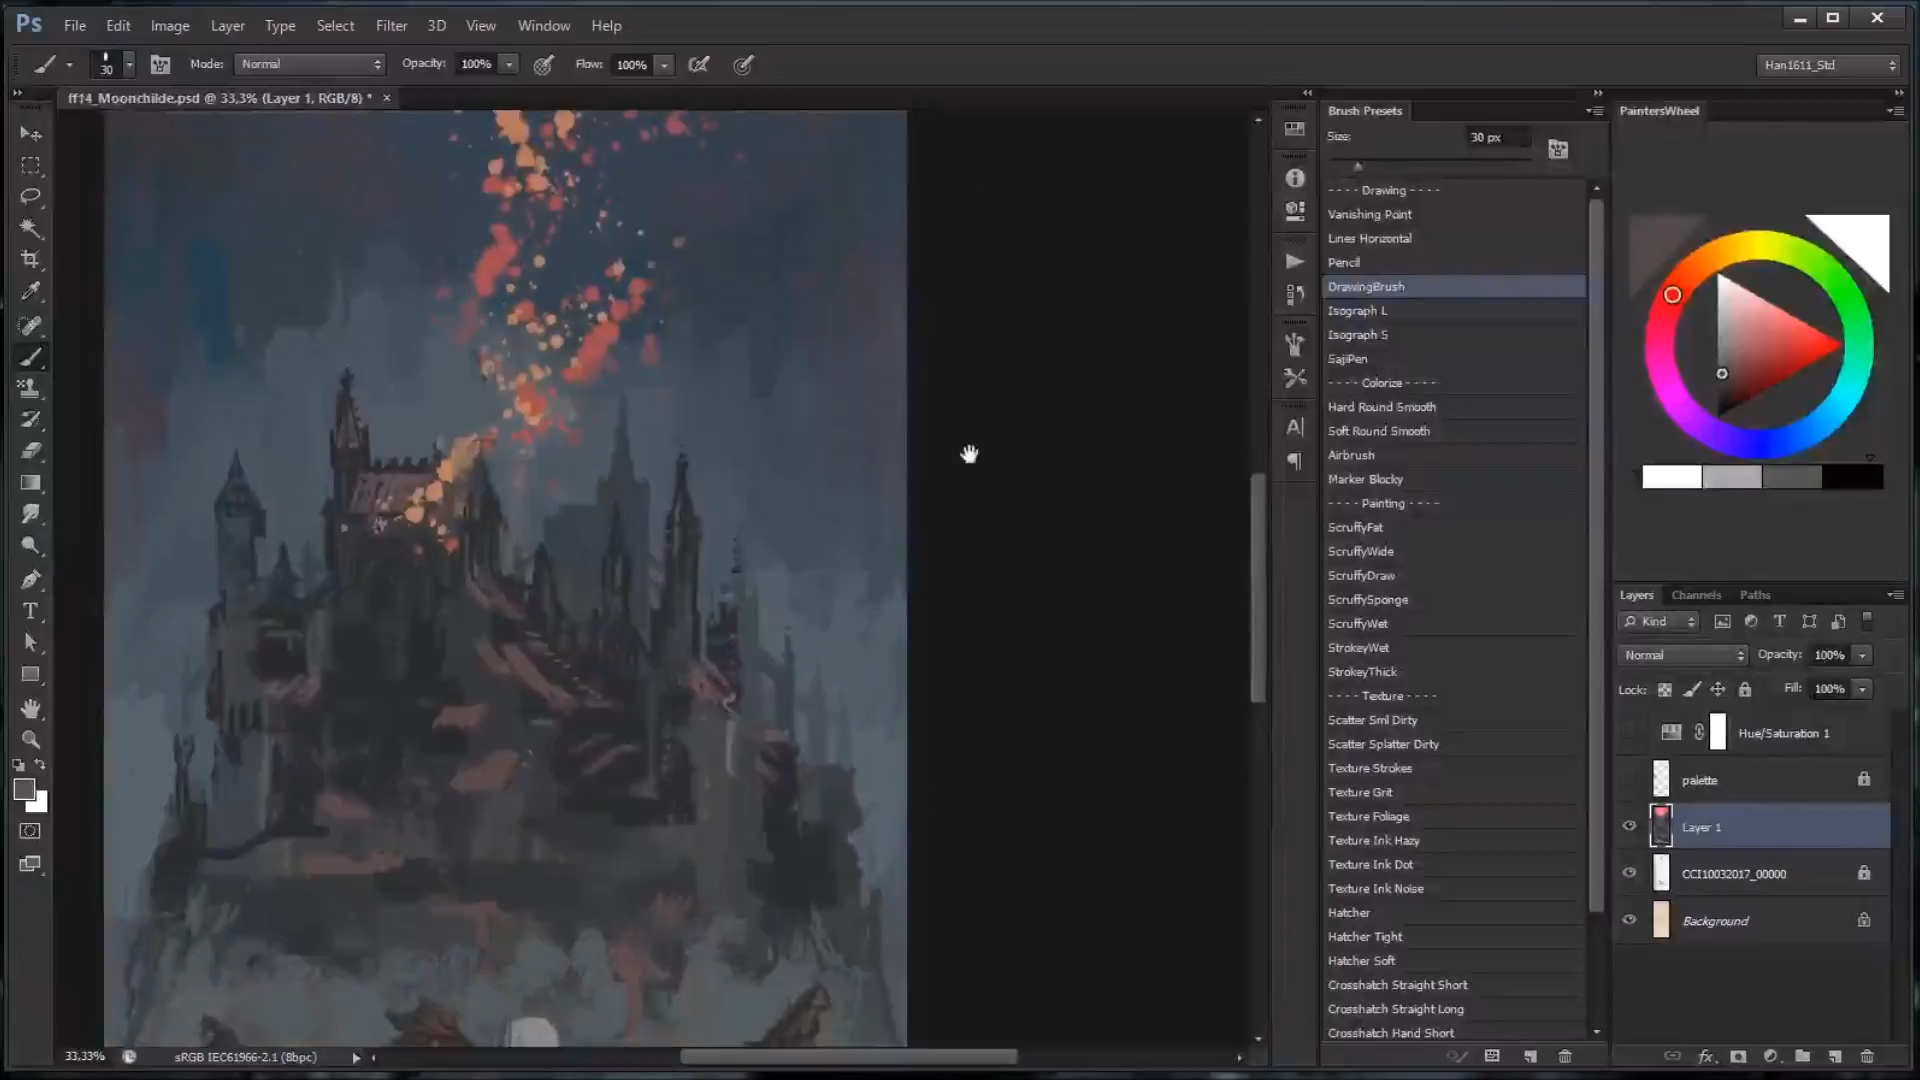 Ps File Edit Image Layer Type Select Filter 3D View Window Help
30 Mode: Normal Opacity: 100% Flow: 100% Han1611_Std
ff14_Moonchilde.psd @ 33,3% (Layer 1, RGB/8) * ×
Brush Presets
Size: 30 px
---- Drawing ----
Vanishing Point
Lines Horizontal
Pencil
DrawingBrush
Isograph L
Isograph S
SajiPen
---- Colorize ----
Hard Round Smooth
Soft Round Smooth
Airbrush
Marker Blocky
---- Painting ----
ScruffyFat
ScruffyWide
ScruffyDraw
ScruffySponge
ScruffyWet
StrokeyWet
StrokeyThick
---- Texture ----
Scatter Sml Dirty
Scatter Splatter Dirty
Texture Strokes
Texture Grit
Texture Foliage
Texture Ink Hazy
Texture Ink Dot
Texture Ink Noise
Hatcher
Hatcher Tight
Hatcher Soft
Crosshatch Straight Short
Crosshatch Straight Long
Crosshatch Hand Short
PaintersWheel
Layers Channels Paths
Kind
Normal Opacity: 100%
Lock: Fill: 100%
Hue/Saturation 1
palette
Layer 1
CCI10032017_00000
Background
33,33% sRGB IEC61966-2.1 (8bpc)